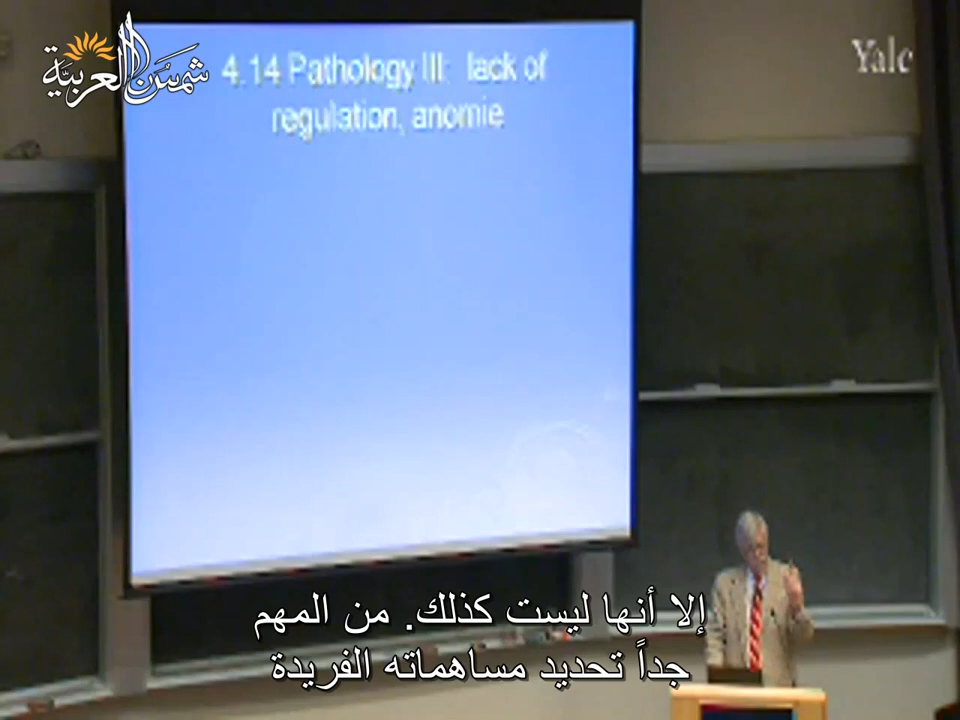 شمس العربية
Yale
4.14 Pathology III: lack of
regulation, anomie
إلا أنها ليست كذلك. من المهم
جداً تحديد مساهماته الفريدة